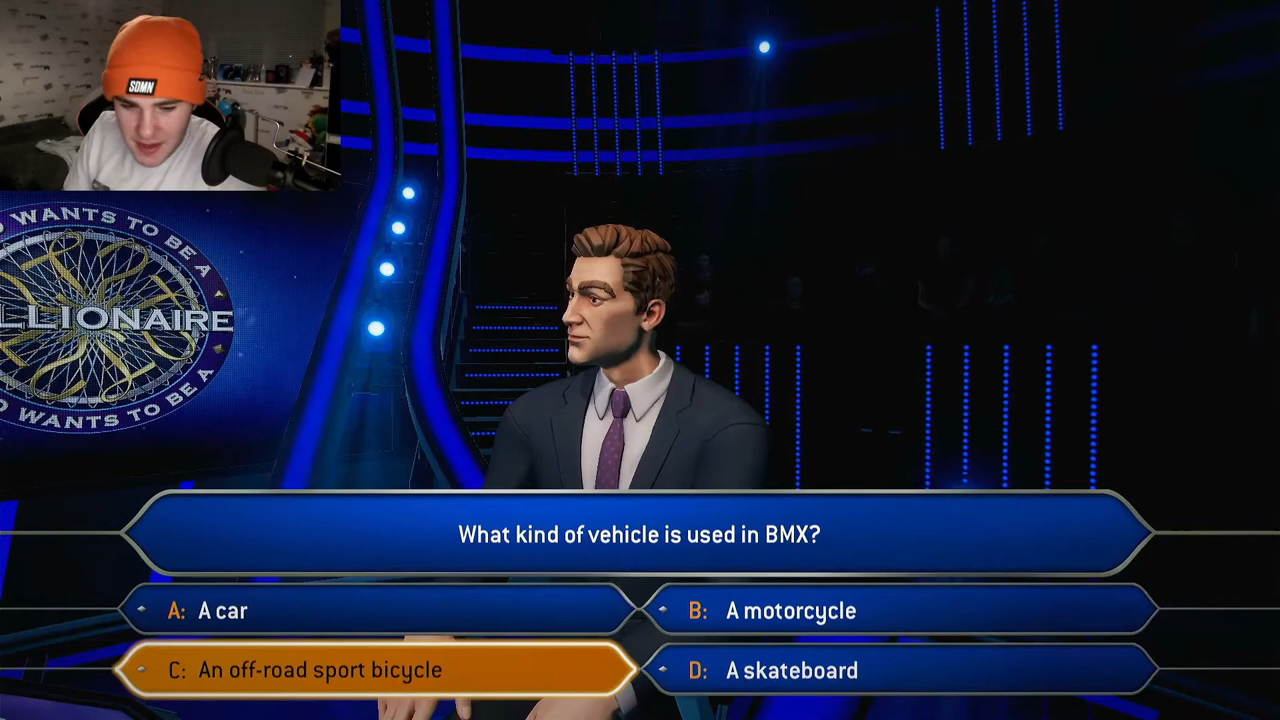 SOMN
WANTS TO BE A
LLIONAIRE
WANTS TO BE A
What kind of vehicle is used in BMX?
A: A car
B: A motorcycle
C: An off-road sport bicycle
D: A skateboard